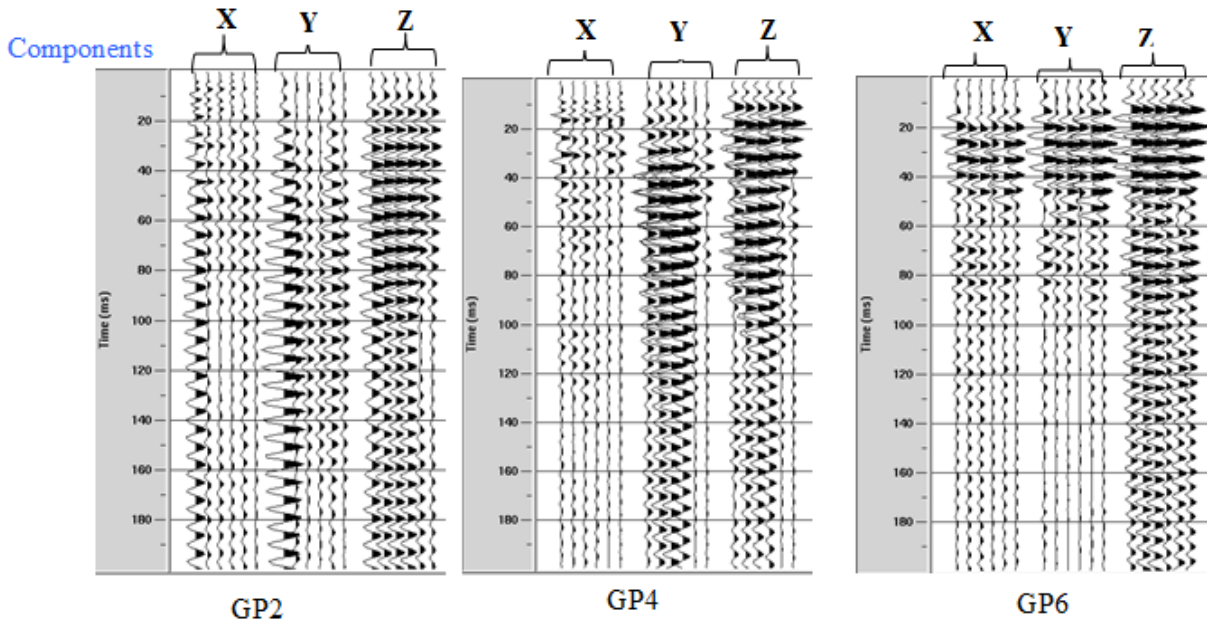 X Y Z X Y Z X Y Z
Components
20 20 20
40 40 40
60 60 60
80 80 80
Time (ms) Time (ms) Time (ms)
100 100 100
120 120 120
140 140 140
160 160 160
180 180 180
GP2 GP4 GP6